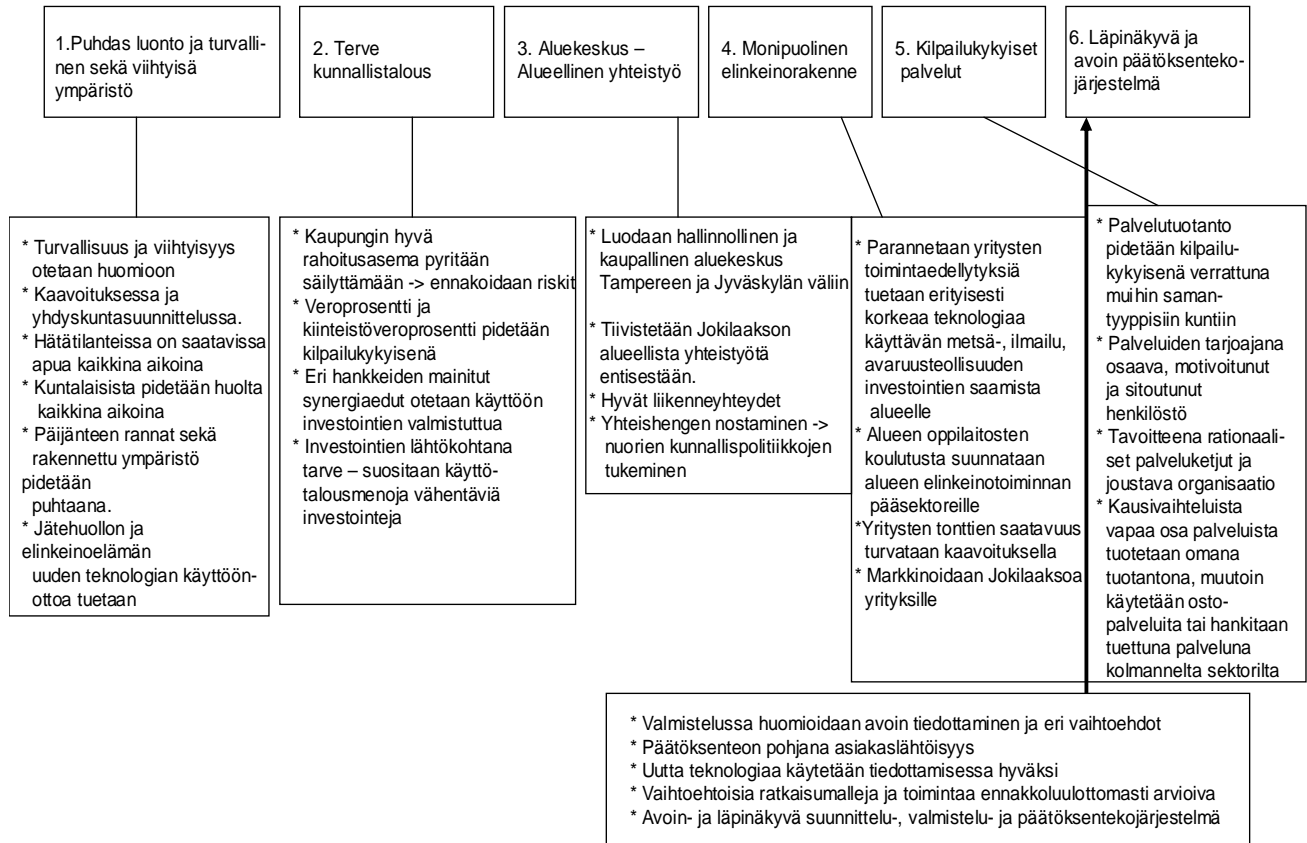 1.Puhdas luonto ja turvalli-
nen sekä viihtyisä
ympäristö
2. Terve
kunnallistalous
3. Aluekeskus –
Alueellinen yhteistyö
4. Monipuolinen
elinkeinorakenne
5. Kilpailukykyiset
palvelut
6. Läpinäkyvä ja
avoin päätöksenteko-
järjestelmä
* Turvallisuus ja viihtyisyys
otetaan huomioon
* Kaavoituksessa ja
yhdyskuntasuunnittelussa.
* Hätätilanteissa on saatavissa
apua kaikkina aikoina
* Kuntalaisista pidetään huolta
kaikkina aikoina
* Päijänteen rannat sekä
rakennettu ympäristö
pidetään
puhtaana.
* Jätehuollon ja
elinkeinoelämän
uuden teknologian käyttöön-
ottoa tuetaan
* Kaupungin hyvä
rahoitusasema pyritään
säilyttämään -> ennakoidaan riskit
* Veroprosentti ja
kiinteistöveroprosentti pidetään
kilpailukykyisenä
* Eri hankkeiden mainitut
synergiaedut otetaan käyttöön
investointien valmistuttua
* Investointien lähtökohtana
tarve – suositaan käyttö-
talousmenoja vähentäviä
investointeja
* Luodaan hallinnollinen ja
kaupallinen aluekeskus
Tampereen ja Jyväskylän väliin
* Tiivistetään Jokilaakson
alueellista yhteistyötä
entisestään.
* Hyvät liikenneyhteydet
* Yhteishengen nostaminen ->
nuorien kunnallispolitiikkojen
tukeminen
* Parannetaan yritysten
toimintaedellytyksiä
tuetaan erityisesti
korkeaa teknologiaa
käyttävän metsä-, ilmailu,
avaruusteollisuuden
investointien saamista
alueelle
* Alueen oppilaitosten
koulutusta suunnataan
alueen elinkeinotoiminnan
pääsektoreille
*Yritysten tonttien saatavuus
turvataan kaavoituksella
* Markkinoidaan Jokilaaksoa
yrityksille
* Palvelutuotanto
pidetään kilpailu-
kykyisenä verrattuna
muihin saman-
tyyppisiin kuntiin
* Palveluiden tarjoajana
osaava, motivoitunut
ja sitoutunut
henkilöstö
* Tavoitteena rationaali-
set palveluketjut ja
joustava organisaatio
* Kausivaihteluista
vapaa osa palveluista
tuotetaan omana
tuotantona, muutoin
käytetään osto-
palveluita tai hankitaan
tuettuna palveluna
kolmannelta sektorilta
* Valmistelussa huomioidaan avoin tiedottaminen ja eri vaihtoehdot
* Päätöksenteon pohjana asiakaslähtöisyys
* Uutta teknologiaa käytetään tiedottamisessa hyväksi
* Vaihtoehtoisia ratkaisumalleja ja toimintaa ennakkoluulottomasti arvioiva
* Avoin- ja läpinäkyvä suunnittelu-, valmistelu- ja päätöksentekojärjestelmä